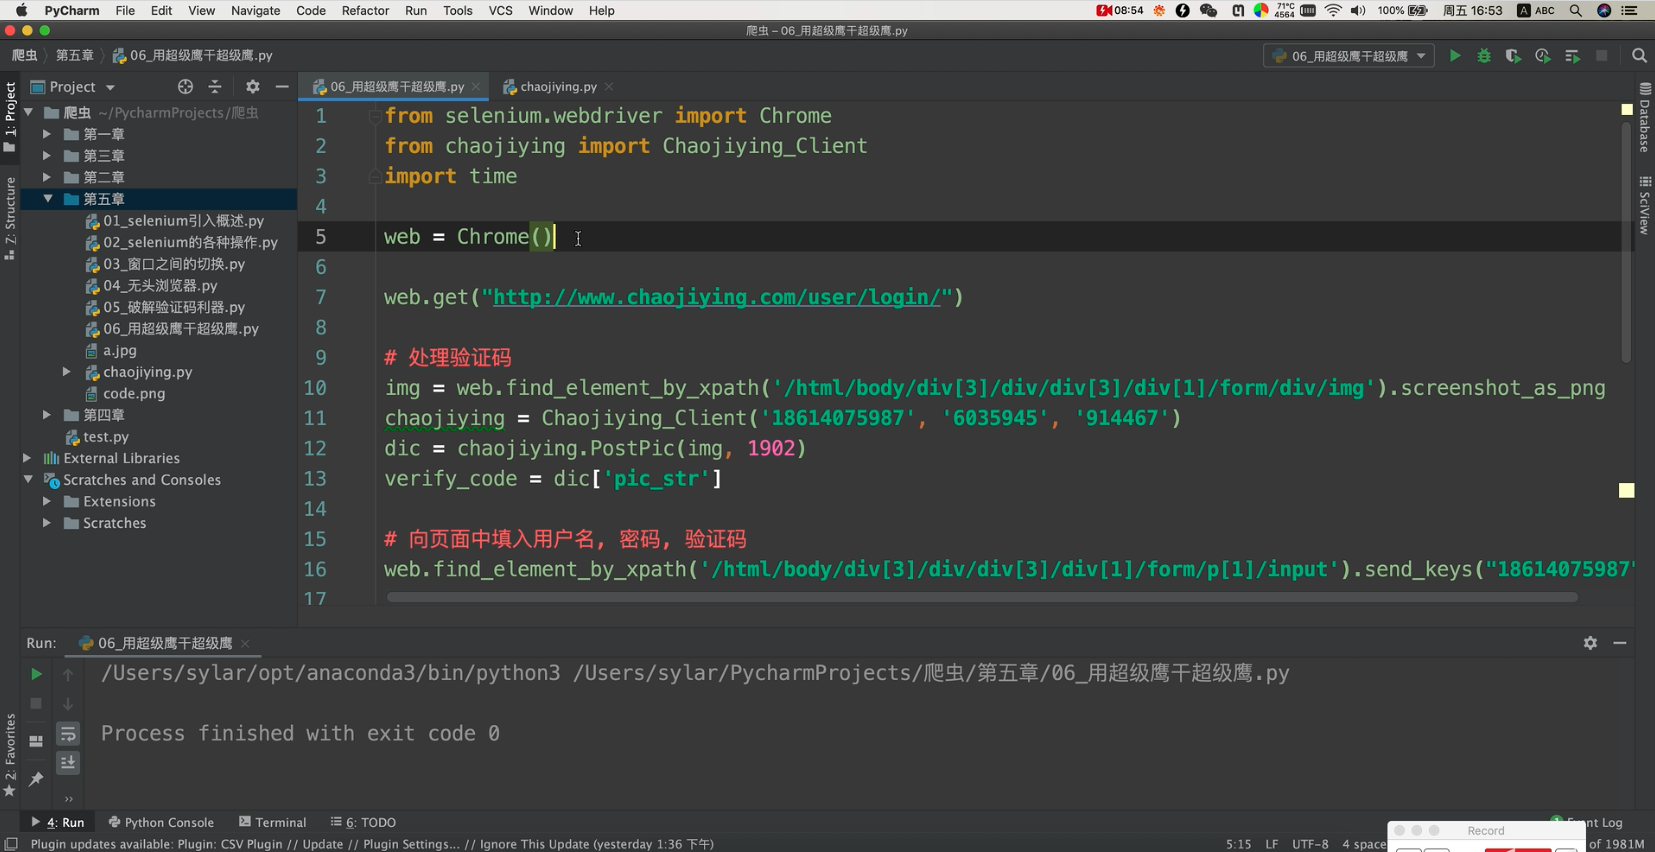 PyCharm File Edit View Navigate Code Refactor Run Tools VCS Window Help 08:54 71°C 4564 100% 周五 16:53 A ABC
爬虫 – 06_用超级鹰干超级鹰.py
爬虫 第五章 06_用超级鹰干超级鹰.py 06_用超级鹰干超级鹰
Project 06_用超级鹰干超级鹰.py chaojiying.py
1: Project
Z: Structure
2: Favorites
Database
SciView
爬虫 ~/PycharmProjects/爬虫
第一章
第三章
第二章
第五章
01_selenium引入概述.py
02_selenium的各种操作.py
03_窗口之间的切换.py
04_无头浏览器.py
05_破解验证码利器.py
06_用超级鹰干超级鹰.py
a.jpg
chaojiying.py
code.png
第四章
test.py
External Libraries
Scratches and Consoles
Extensions
Scratches
1 from selenium.webdriver import Chrome
2 from chaojiying import Chaojiying_Client
3 import time
4
5 web = Chrome()
6
7 web.get("http://www.chaojiying.com/user/login/")
8
9 # 处理验证码
10 img = web.find_element_by_xpath('/html/body/div[3]/div/div[3]/div[1]/form/div/img').screenshot_as_png
11 chaojiying = Chaojiying_Client('18614075987', '6035945', '914467')
12 dic = chaojiying.PostPic(img, 1902)
13 verify_code = dic['pic_str']
14
15 # 向页面中填入用户名, 密码, 验证码
16 web.find_element_by_xpath('/html/body/div[3]/div/div[3]/div[1]/form/p[1]/input').send_keys("18614075987"
17
Run: 06_用超级鹰干超级鹰
/Users/sylar/opt/anaconda3/bin/python3 /Users/sylar/PycharmProjects/爬虫/第五章/06_用超级鹰干超级鹰.py
Process finished with exit code 0
4: Run Python Console Terminal 6: TODO Log
Record
Plugin updates available: Plugin: CSV Plugin // Update // Plugin Settings... // Ignore This Update (yesterday 1:36 下午) 5:15 LF UTF-8 4 space of 1981M